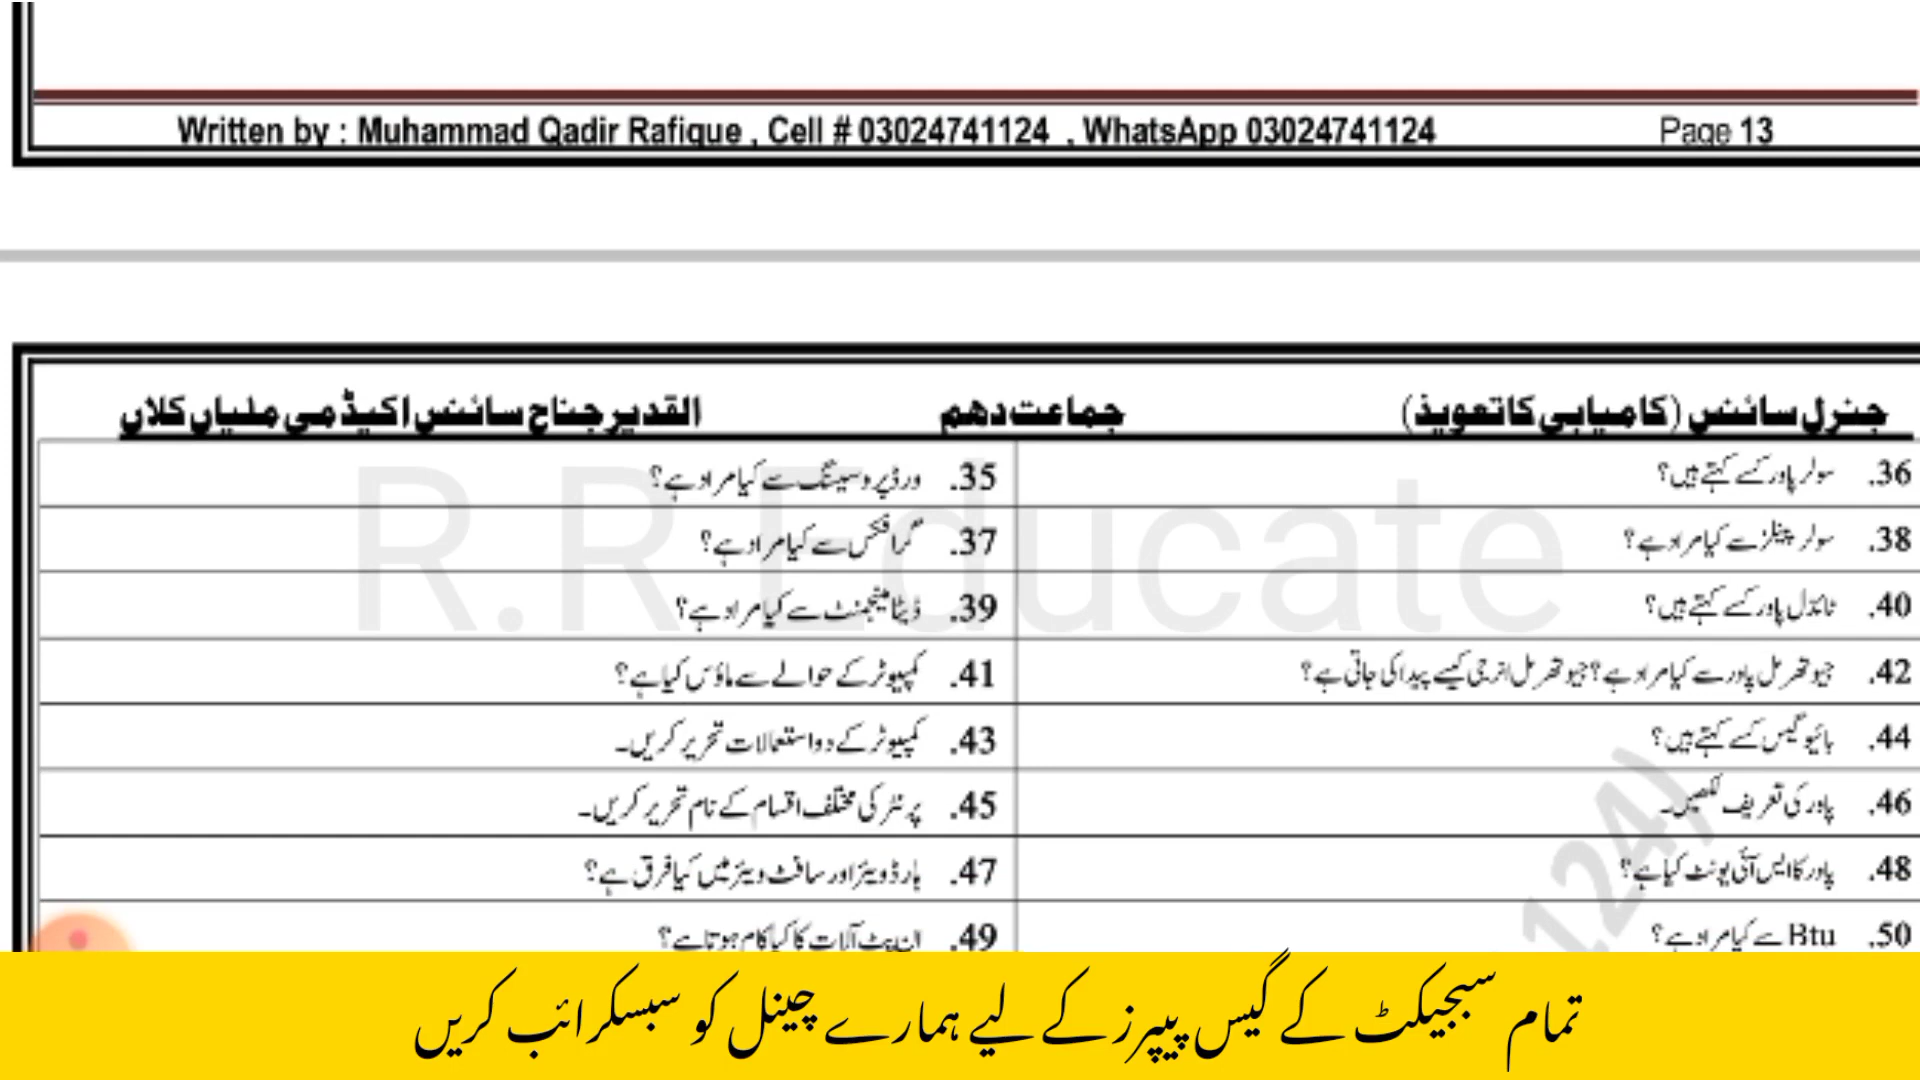 Written by : Muhammad Qadir Rafique , Cell # 03024741124 , WhatsApp 03024741124 Page 13
جنرل سائنس (کامیابی کا تعویذ) جماعت دھم القدیر جناح سائنس اکیڈمی ملیاں کلاں
36. سولر پاور کسے کہتے ہیں؟ 35. ورڈ پروسیسنگ سے کیا مراد ہے؟
38. سولر پینلز سے کیا مراد ہے؟ 37. گرافکس سے کیا مراد ہے؟
40. ٹائڈل پاور کسے کہتے ہیں؟ 39. ڈیٹا مینجمنٹ سے کیا مراد ہے؟
42. جیو تھرمل پاور سے کیا مراد ہے؟ جیو تھرمل انرجی کیسے پیدا کی جاتی ہے؟ 41. کمپیوٹر کے حوالے سے ماؤس کیا ہے؟
44. بائیو گیس کسے کہتے ہیں؟ 43. کمپیوٹر کے دو استعمالات تحریر کریں۔
46. پاور کی تعریف لکھیں۔ 45. پرنٹر کی مختلف اقسام کے نام تحریر کریں۔
48. پاور کا ایس آئی یونٹ کیا ہے؟ 47. ہارڈ ویئر اور سافٹ ویئر میں کیا فرق ہے؟
50. Btu سے کیا مراد ہے؟ 49. ان پٹ آلات کا کیا کام ہوتا ہے؟
R.R Educate
124)
تمام سبجیکٹ کے گیس پیپرز کے لیے ہمارے چینل کو سبسکرائب کریں